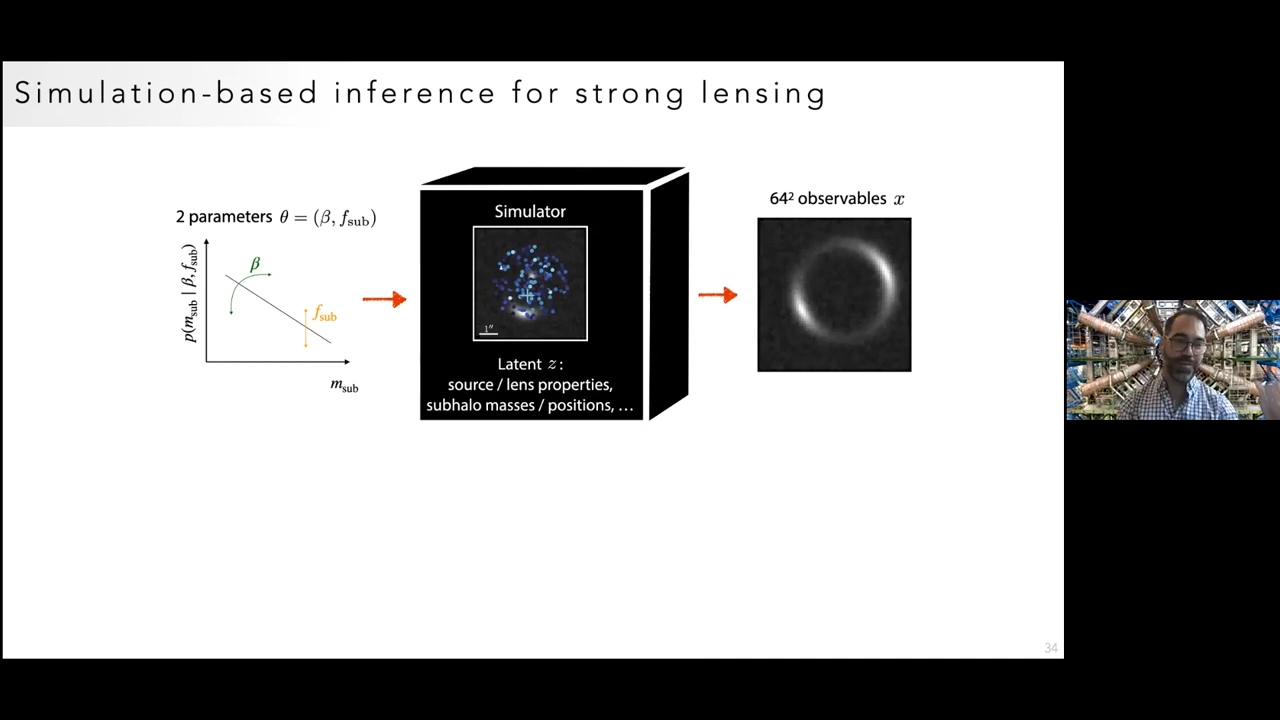 Simulation-based inference for strong lensing
2 parameters θ = (β, f_sub)
p(m_sub | β, f_sub)
β
f_sub
m_sub
Simulator
1″
Latent z:
source / lens properties,
subhalo masses / positions, …
64² observables x
34